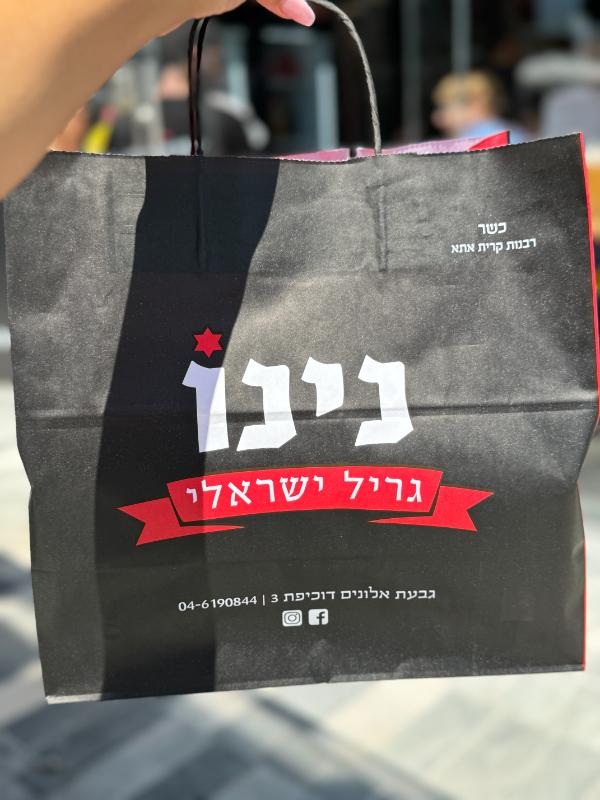 כשר
רבנות קרית אתא
נינו
גריל ישראלי
גבעת אלונים דוכיפת 3 | 04-6190844